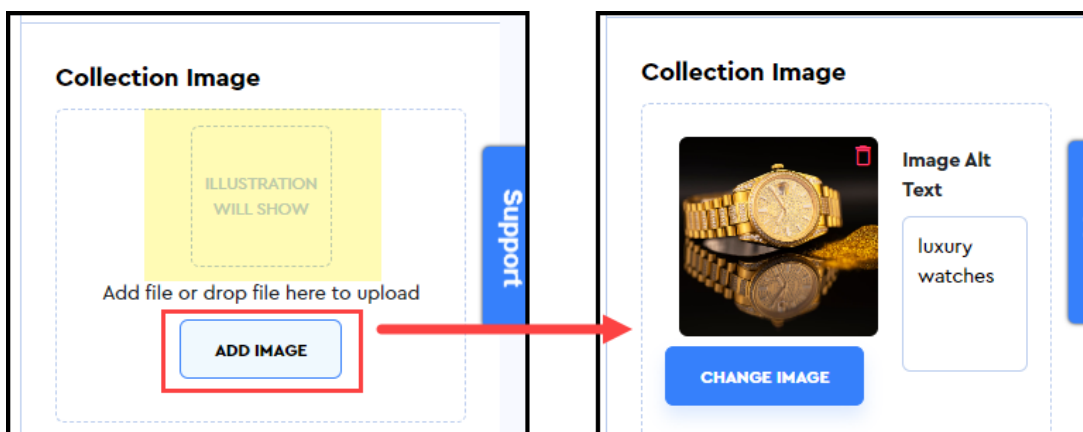 Collection Image
ILLUSTRATION
WILL SHOW
Add file or drop file here to upload
ADD IMAGE
Support
Collection Image
Image Alt
Text
luxury
watches
CHANGE IMAGE